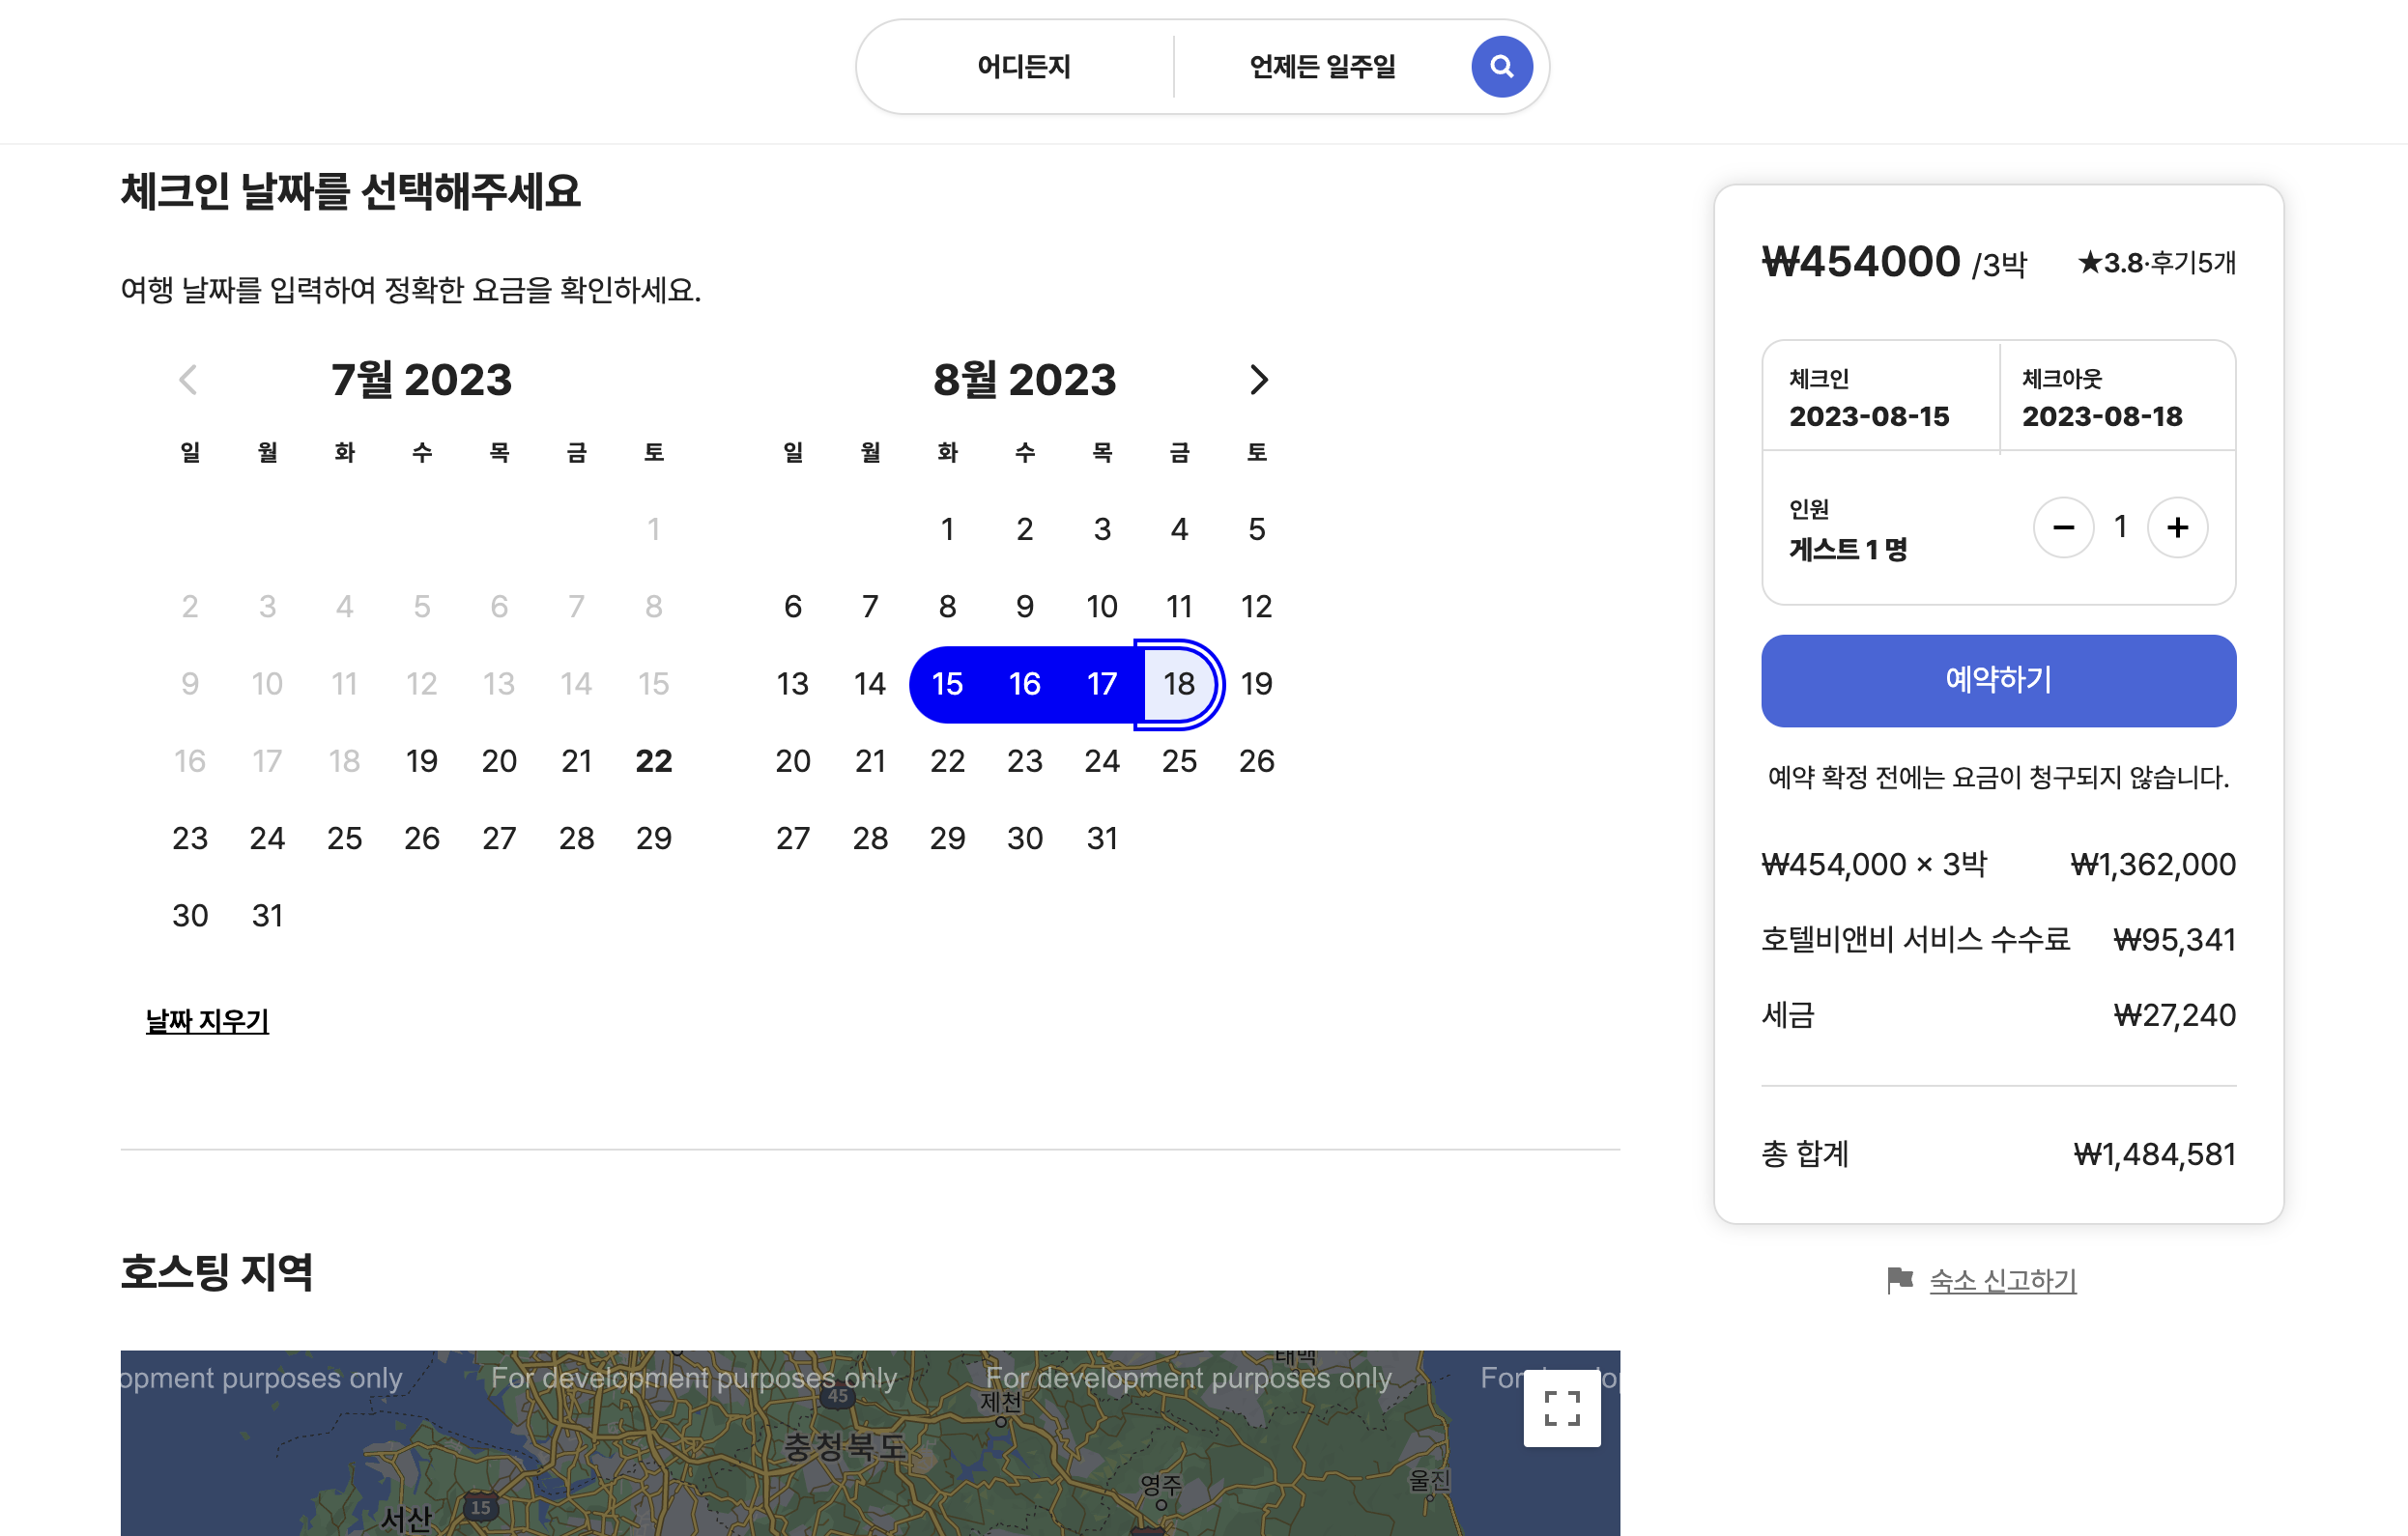 어디든지
언제든 일주일
체크인 날짜를 선택해주세요
여행 날짜를 입력하여 정확한 요금을 확인하세요.
7월 2023
일 월 화 수 목 금 토
1
2 3 4 5 6 7 8
9 10 11 12 13 14 15
16 17 18 19 20 21 22
23 24 25 26 27 28 29
30 31
8월 2023
일 월 화 수 목 금 토
1 2 3 4 5
6 7 8 9 10 11 12
13 14 15 16 17 18 19
20 21 22 23 24 25 26
27 28 29 30 31
날짜 지우기
₩454000 /3박 ★3.8·후기5개
체크인
2023-08-15
체크아웃
2023-08-18
인원
게스트 1 명
− 1 +
예약하기
예약 확정 전에는 요금이 청구되지 않습니다.
₩454,000 × 3박 ₩1,362,000
호텔비앤비 서비스 수수료 ₩95,341
세금 ₩27,240
총 합계 ₩1,484,581
숙소 신고하기
호스팅 지역
opment purposes only For development purposes only For development purposes only For
태백
45
제천
충청북도
영주
울진
15
서산